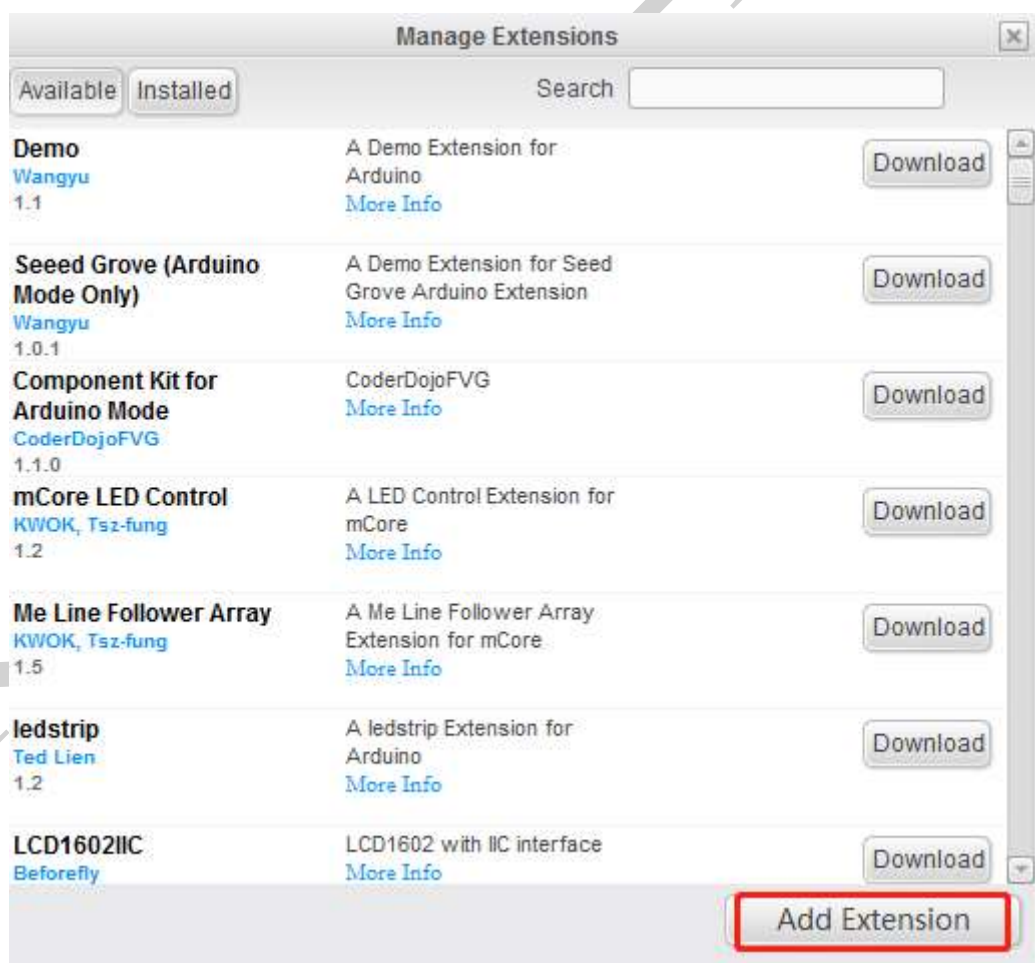 Manage Extensions
Available Installed Search
Demo
Wangyu
1.1
A Demo Extension for
Arduino
More Info
Download
Seeed Grove (Arduino
Mode Only)
Wangyu
1.0.1
A Demo Extension for Seed
Grove Arduino Extension
More Info
Download
Component Kit for
Arduino Mode
CoderDojoFVG
1.1.0
CoderDojoFVG
More Info
Download
mCore LED Control
KWOK, Tsz-fung
1.2
A LED Control Extension for
mCore
More Info
Download
Me Line Follower Array
KWOK, Tsz-fung
1.5
A Me Line Follower Array
Extension for mCore
More Info
Download
ledstrip
Ted Lien
1.2
A ledstrip Extension for
Arduino
More Info
Download
LCD1602IIC
Beforefly
LCD1602 with IIC interface
More Info
Download
Add Extension